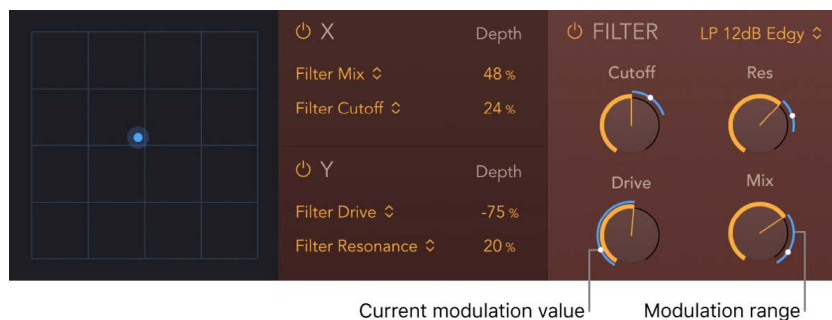 X Depth
Filter Mix 48 %
Filter Cutoff 24 %
Y Depth
Filter Drive -75 %
Filter Resonance 20 %
FILTER LP 12dB Edgy
Cutoff Res
Drive Mix
Current modulation value Modulation range